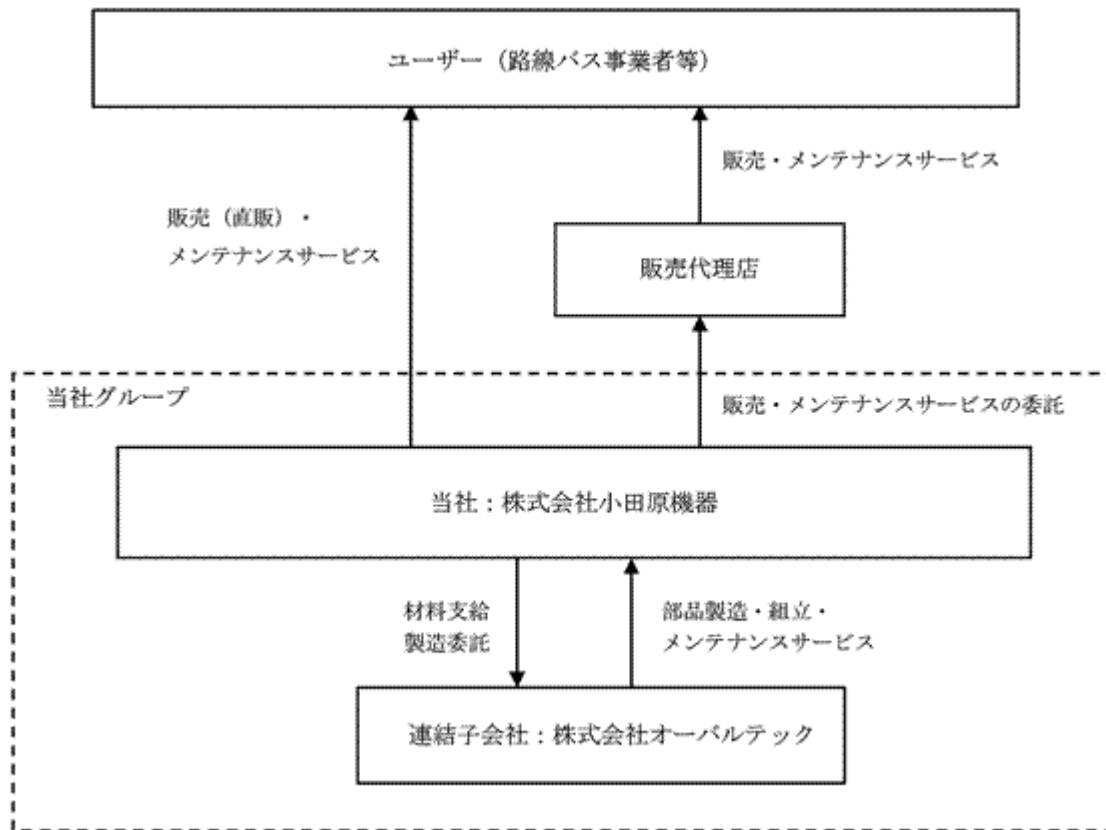 ユーザー（路線バス事業者等）
販売・メンテナンスサービス
販売（直販）・
メンテナンスサービス
販売代理店
当社グループ
販売・メンテナンスサービスの委託
当社：株式会社小田原機器
材料支給
製造委託
部品製造・組立・
メンテナンスサービス
連結子会社：株式会社オーバルテック